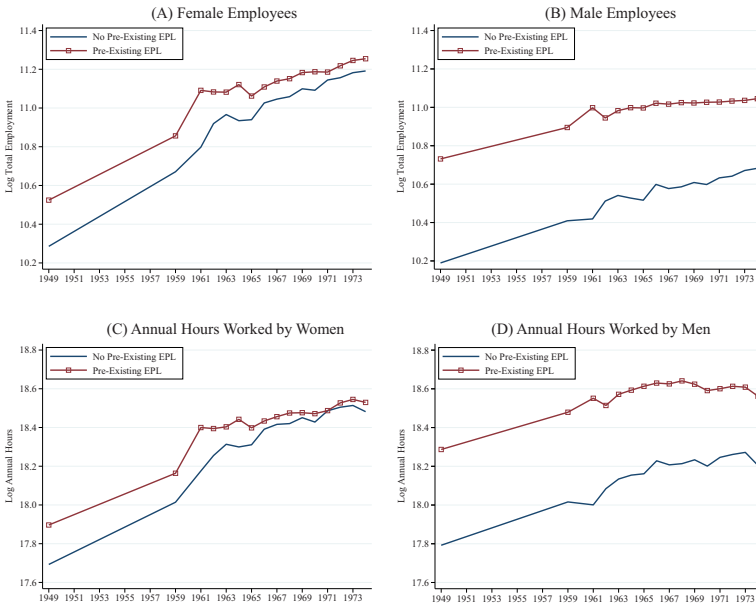 (A) Female Employees
No Pre-Existing EPL
Pre-Existing EPL
Log Total Employment
11.4
11.2
11.0
10.8
10.6
10.4
10.2
1949 1951 1953 1955 1957 1959 1961 1963 1965 1967 1969 1971 1973
(B) Male Employees
No Pre-Existing EPL
Pre-Existing EPL
Log Total Employment
11.4
11.2
11.0
10.8
10.6
10.4
10.2
1949 1951 1953 1955 1957 1959 1961 1963 1965 1967 1969 1971 1973
(C) Annual Hours Worked by Women
No Pre-Existing EPL
Pre-Existing EPL
Log Annual Hours
18.8
18.6
18.4
18.2
18.0
17.8
17.6
1949 1951 1953 1955 1957 1959 1961 1963 1965 1967 1969 1971 1973
(D) Annual Hours Worked by Men
No Pre-Existing EPL
Pre-Existing EPL
Log Annual Hours
18.8
18.6
18.4
18.2
18.0
17.8
17.6
1949 1951 1953 1955 1957 1959 1961 1963 1965 1967 1969 1971 1973